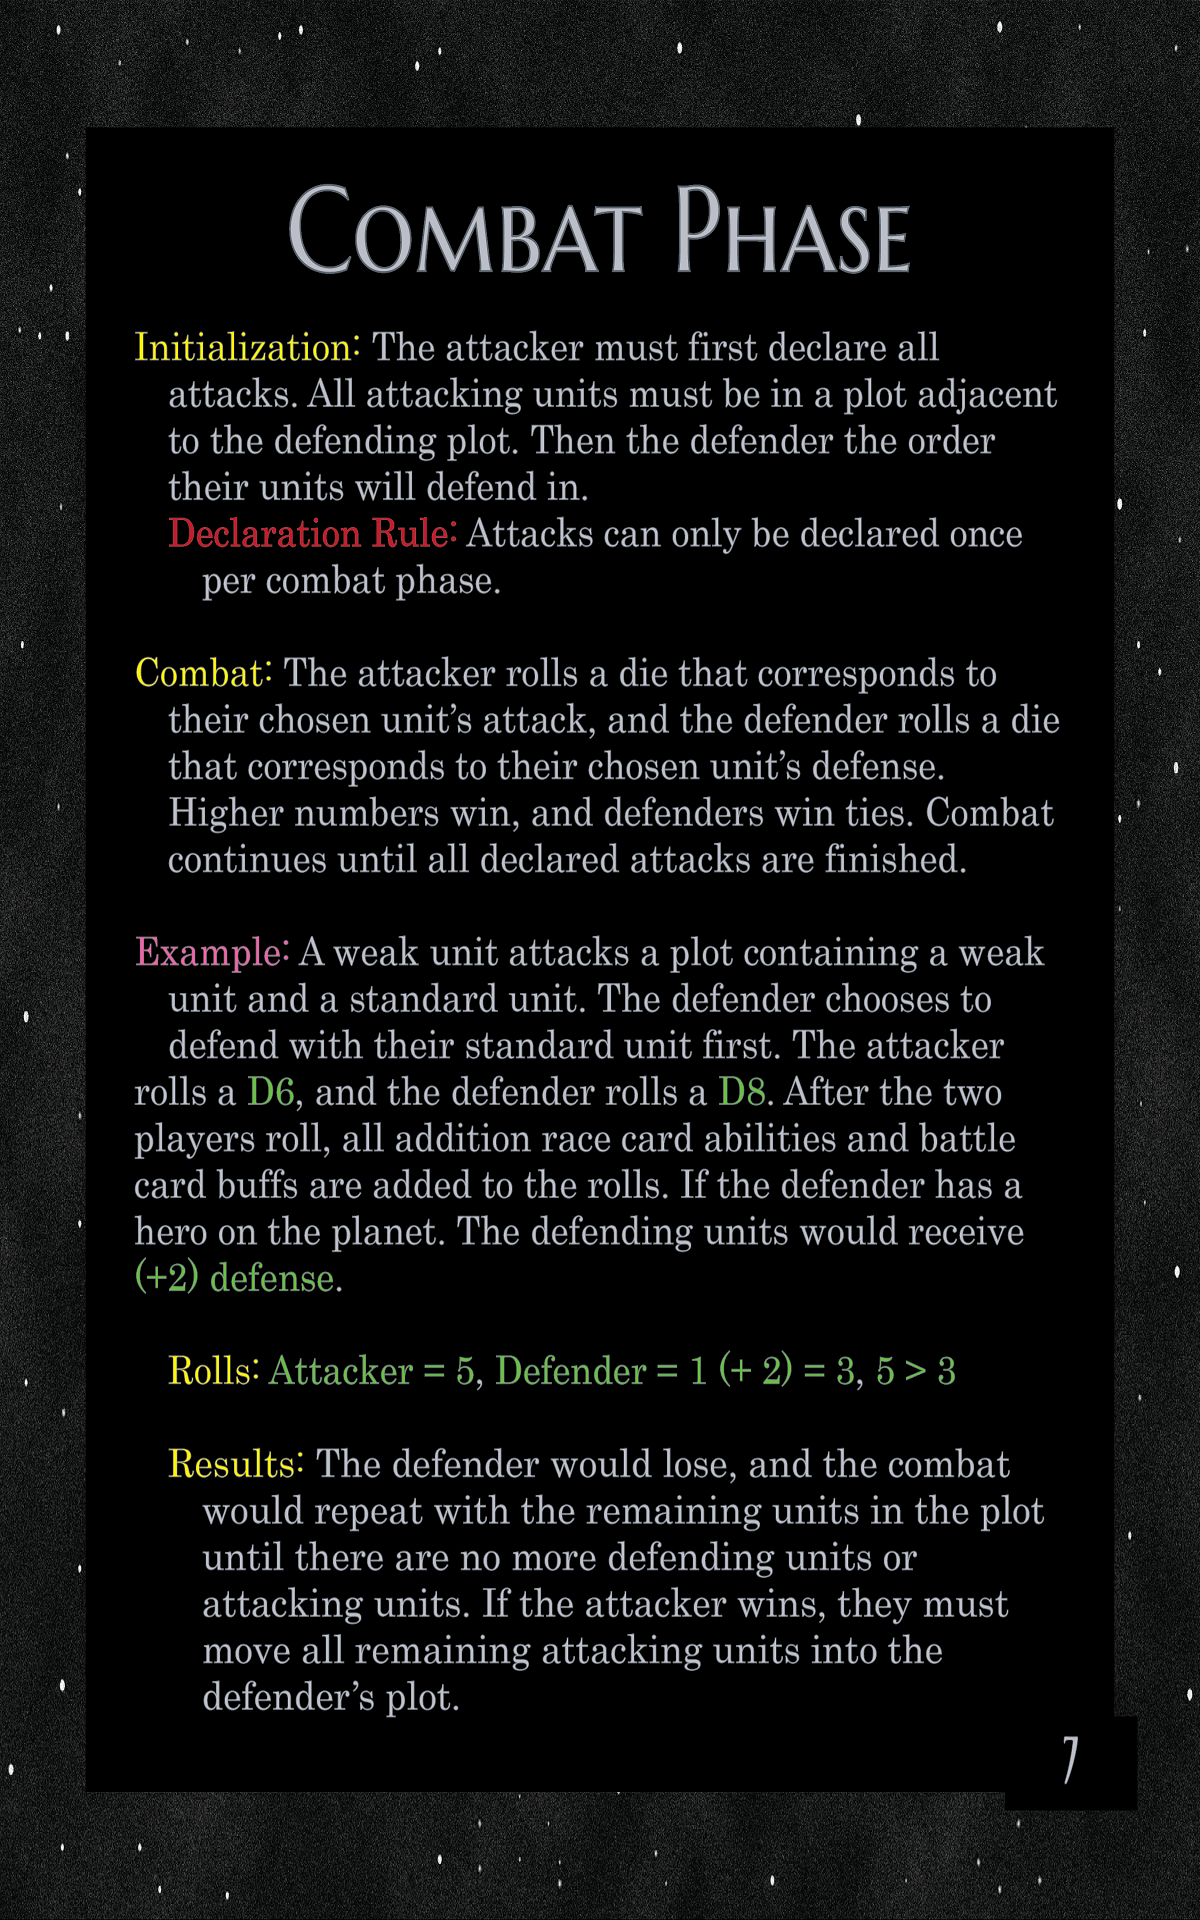 Combat Phase
Initialization: The attacker must first declare all
attacks. All attacking units must be in a plot adjacent
to the defending plot. Then the defender the order
their units will defend in.
Declaration Rule: Attacks can only be declared once
per combat phase.
Combat: The attacker rolls a die that corresponds to
their chosen unit’s attack, and the defender rolls a die
that corresponds to their chosen unit’s defense.
Higher numbers win, and defenders win ties. Combat
continues until all declared attacks are finished.
Example: A weak unit attacks a plot containing a weak
unit and a standard unit. The defender chooses to
defend with their standard unit first. The attacker
rolls a D6, and the defender rolls a D8. After the two
players roll, all addition race card abilities and battle
card buffs are added to the rolls. If the defender has a
hero on the planet. The defending units would receive
(+2) defense.
Rolls: Attacker = 5, Defender = 1 (+ 2) = 3, 5 > 3
Results: The defender would lose, and the combat
would repeat with the remaining units in the plot
until there are no more defending units or
attacking units. If the attacker wins, they must
move all remaining attacking units into the
defender’s plot.
7